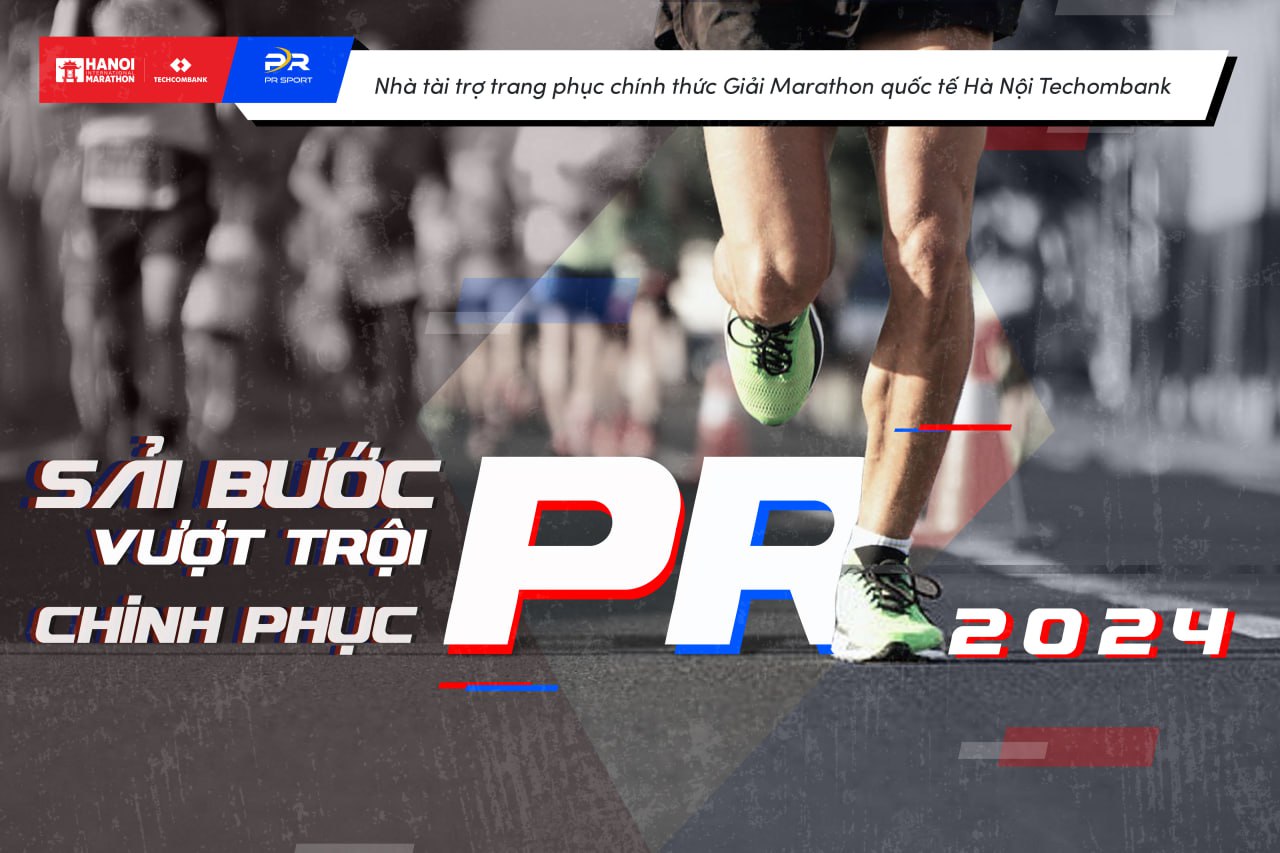 HANOI
INTERNATIONAL
MARATHON
TECHCOMBANK
PR
PR SPORT
Nhà tài trợ trang phục chính thức Giải Marathon quốc tế Hà Nội Techombank
SẢI BƯỚC
VƯỢT TRỘI
CHINH PHỤC
PR
2024